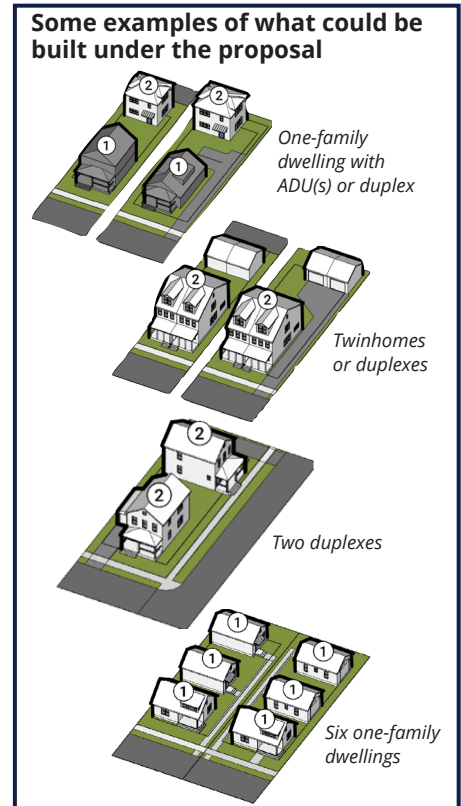 Some examples of what could be
built under the proposal
2
2
1
1
One-family
dwelling with
ADU(s) or duplex
2
2
Twinhomes
or duplexes
2
2
Two duplexes
1
1
1
1
1
1
Six one-family
dwellings